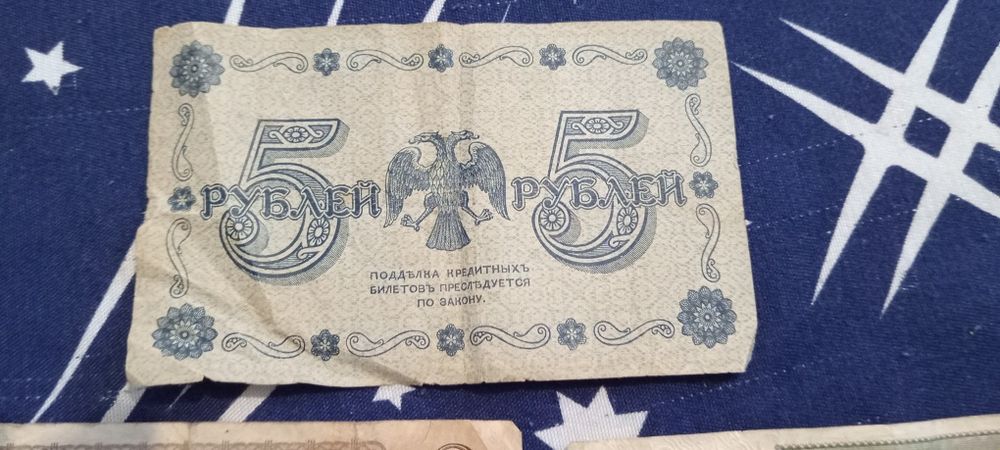 5 РУБЛЕЙ 5 РУБЛЕЙ
ПОДДѢЛКА КРЕДИТНЫХЪ
БИЛЕТОВЪ ПРЕСЛѢДУЕТСЯ
ПО ЗАКОНУ.